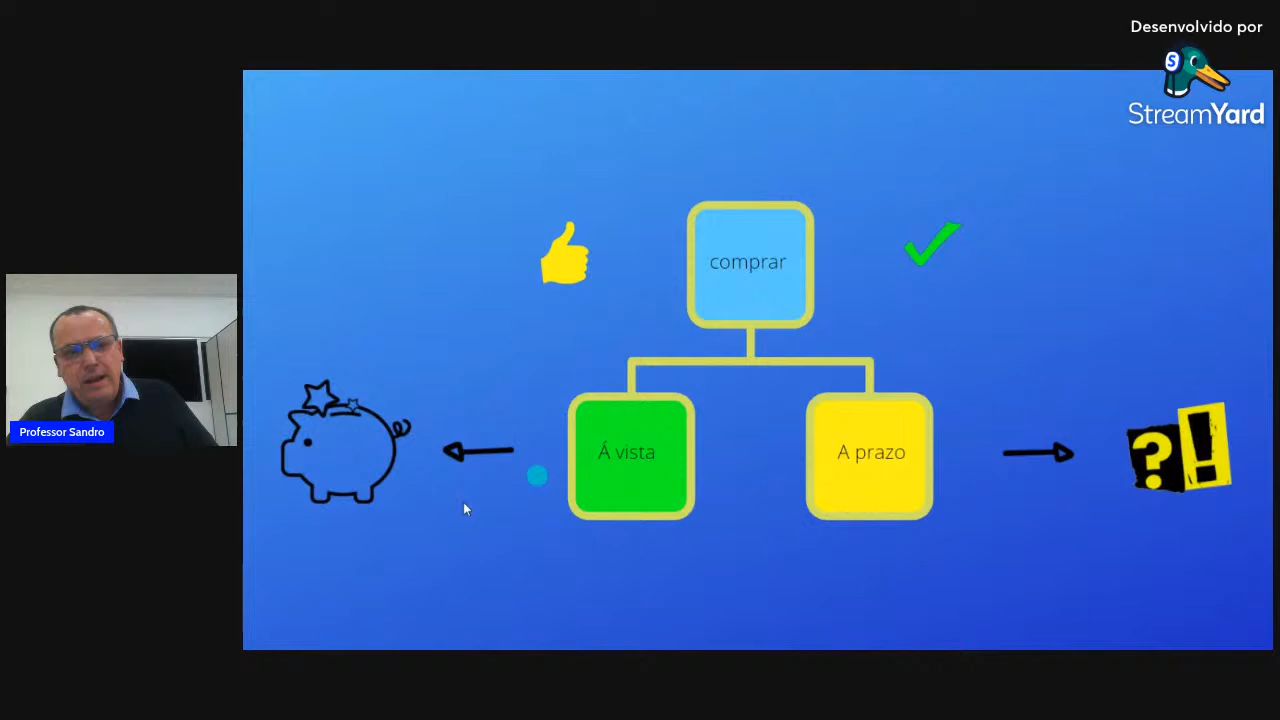 Desenvolvido por
S
StreamYard
comprar
Á vista
A prazo
?!
Professor Sandro